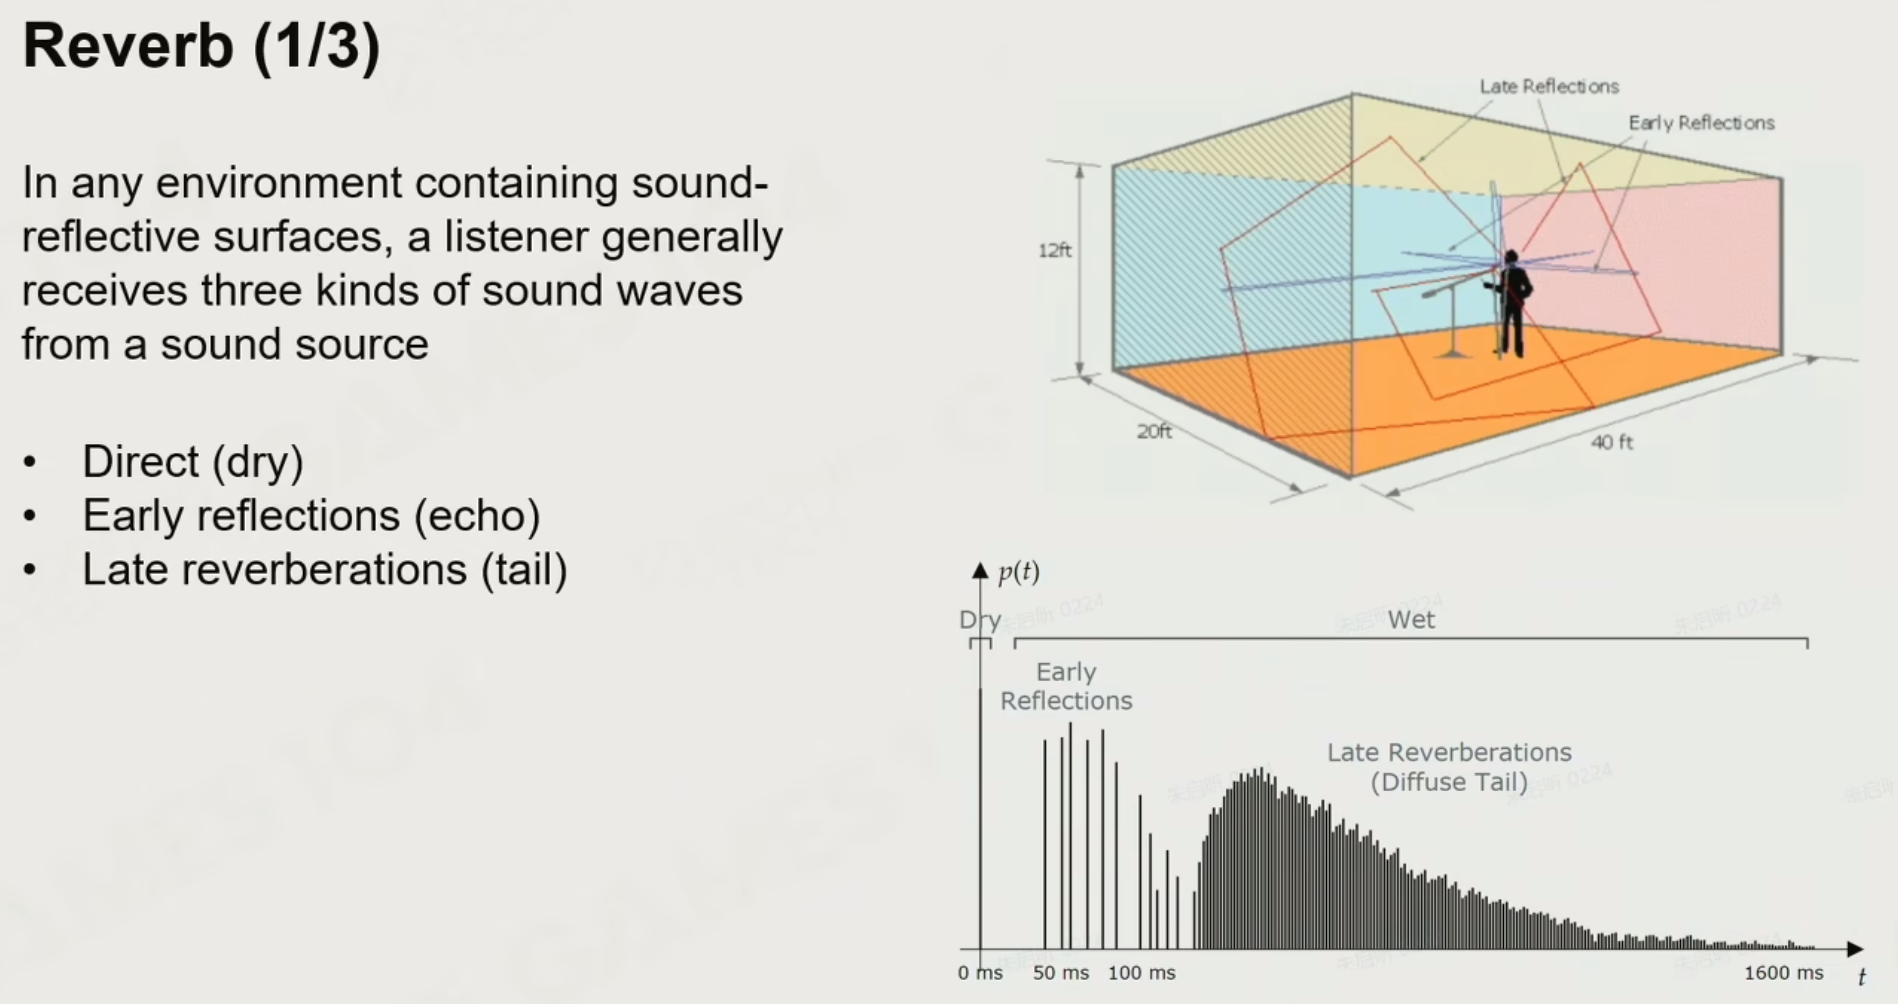 Reverb (1/3)
In any environment containing sound-
reflective surfaces, a listener generally
receives three kinds of sound waves
from a sound source
• Direct (dry)
• Early reflections (echo)
• Late reverberations (tail)
Late Reflections
Early Reflections
12ft
20ft
40 ft
p(t)
Dry
Wet
Early
Reflections
Late Reverberations
(Diffuse Tail)
0 ms
50 ms
100 ms
1600 ms
t